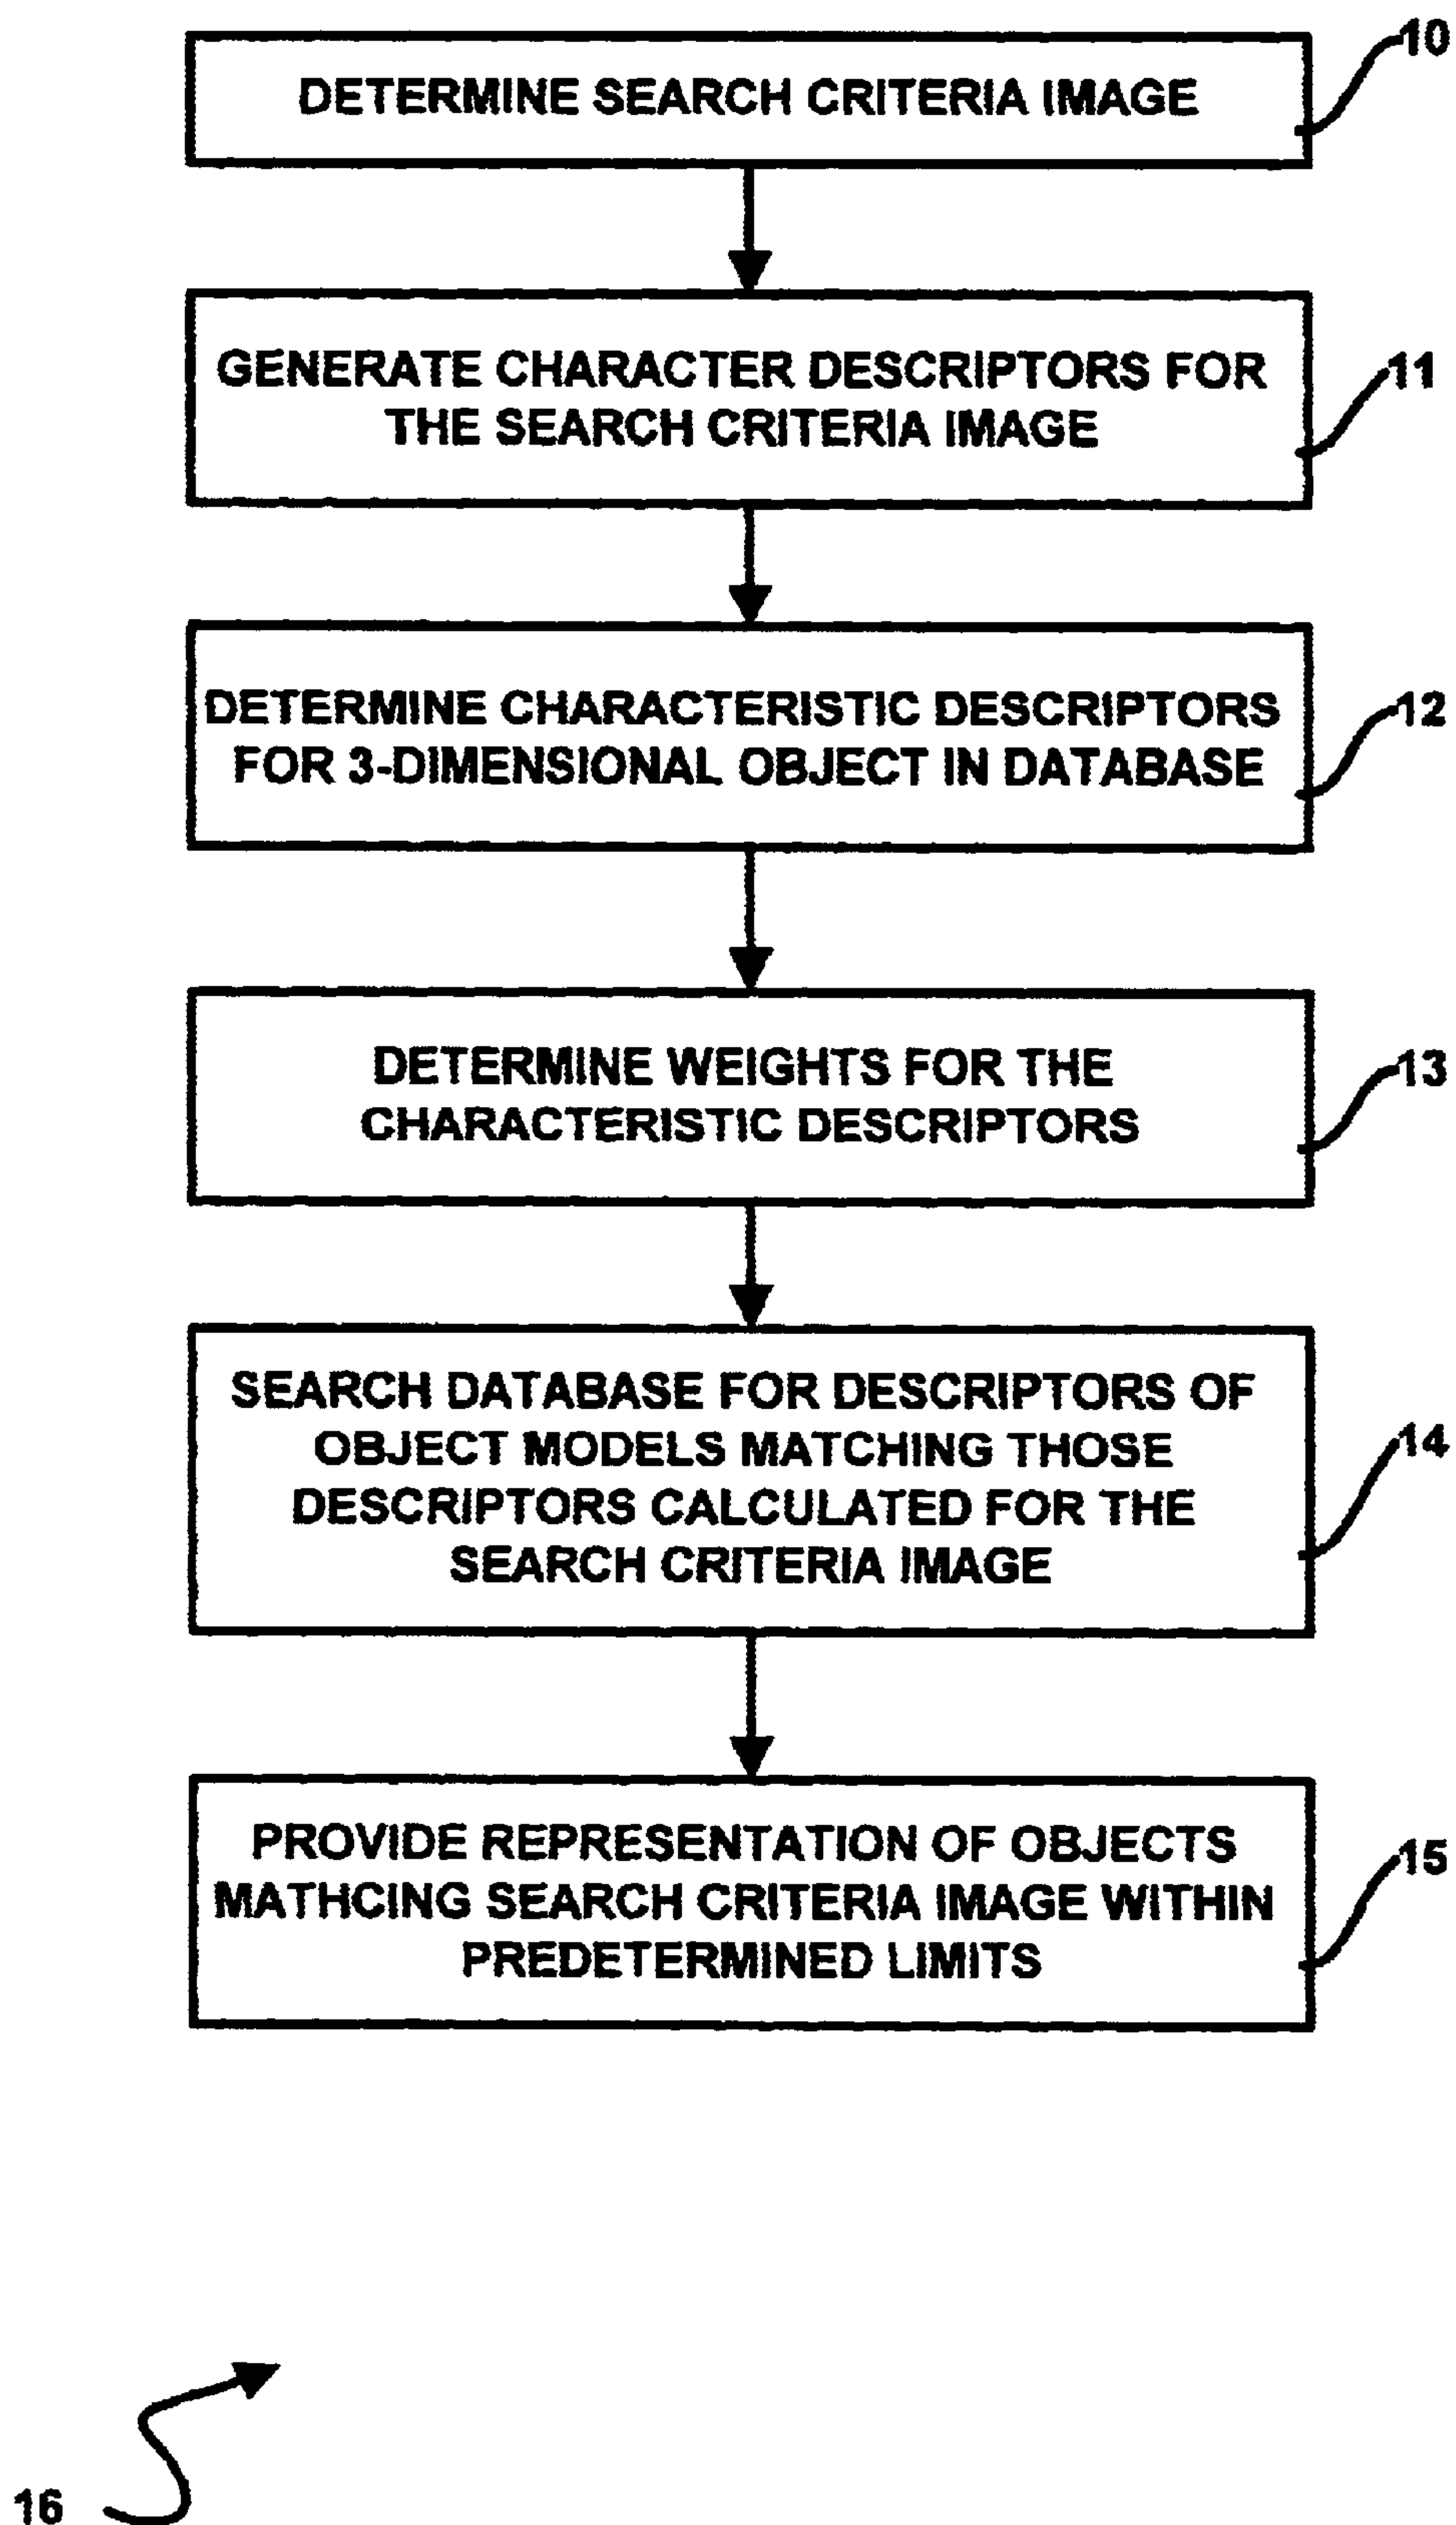 10
DETERMINE SEARCH CRITERIA IMAGE
GENERATE CHARACTER DESCRIPTORS FOR
THE SEARCH CRITERIA IMAGE
11
DETERMINE CHARACTERISTIC DESCRIPTORS
FOR 3-DIMENSIONAL OBJECT IN DATABASE
12
DETERMINE WEIGHTS FOR THE
CHARACTERISTIC DESCRIPTORS
13
SEARCH DATABASE FOR DESCRIPTORS OF
OBJECT MODELS MATCHING THOSE
DESCRIPTORS CALCULATED FOR THE
SEARCH CRITERIA IMAGE
14
PROVIDE REPRESENTATION OF OBJECTS
MATHCING SEARCH CRITERIA IMAGE WITHIN
PREDETERMINED LIMITS
15
16